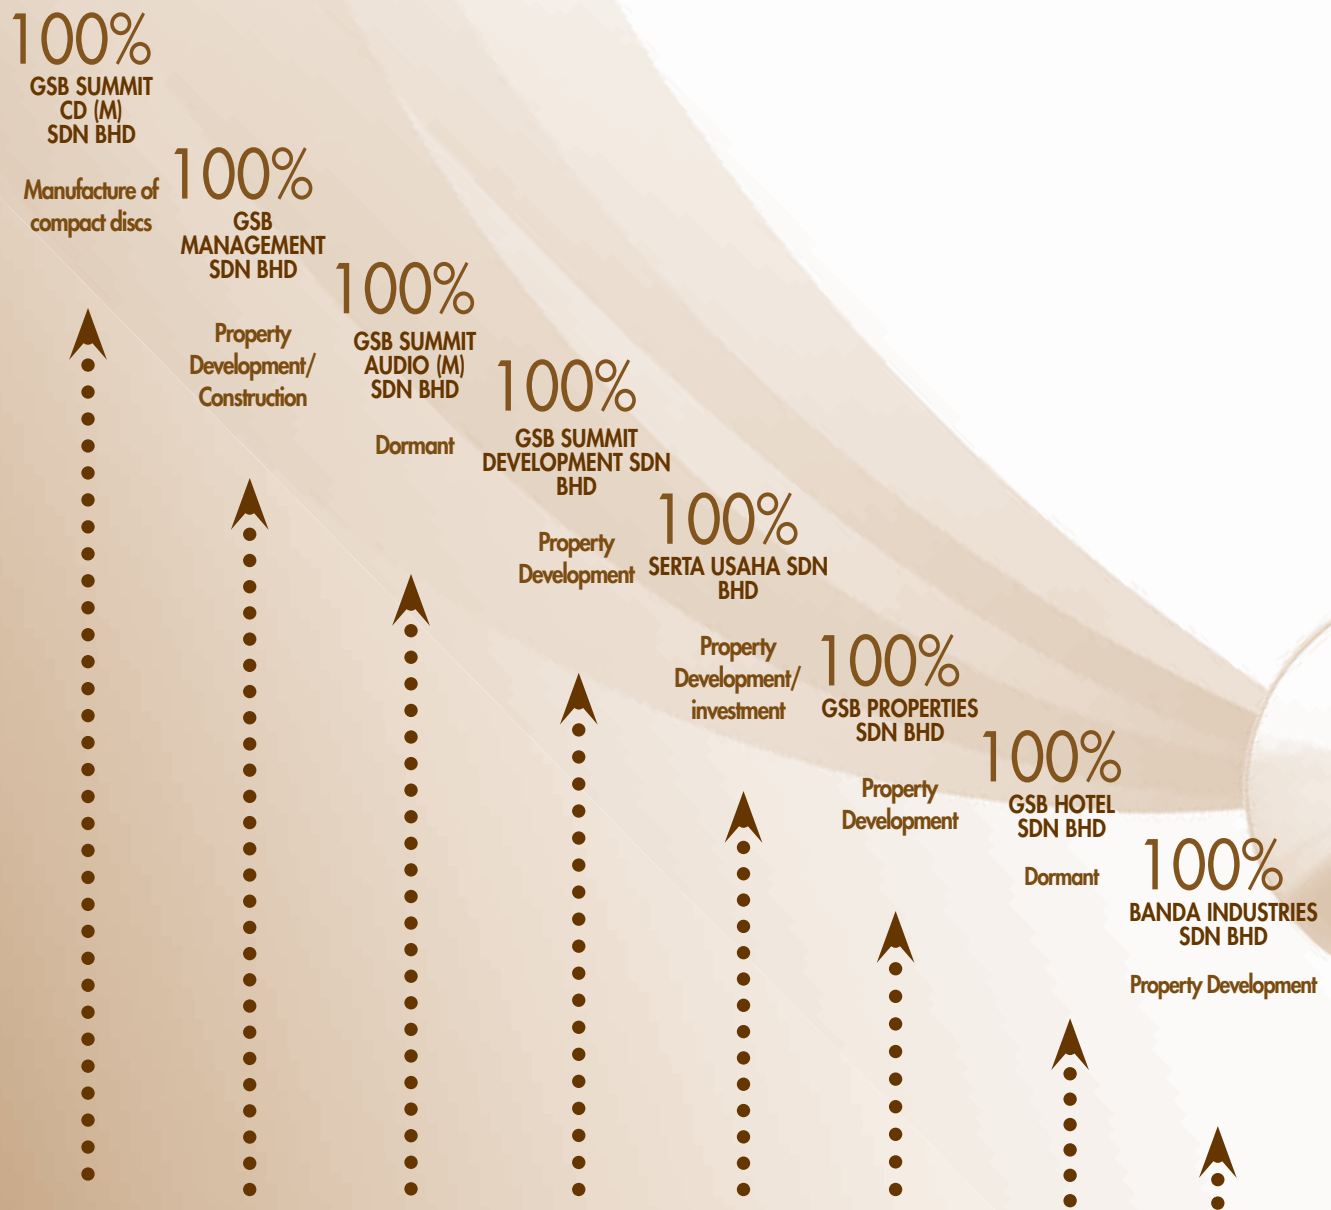 100%
GSB SUMMIT
CD (M)
SDN BHD
Manufacture of
compact discs
100%
GSB
MANAGEMENT
SDN BHD
Property
Development/
Construction
100%
GSB SUMMIT
AUDIO (M)
SDN BHD
Dormant
100%
GSB SUMMIT
DEVELOPMENT SDN
BHD
Property
Development
100%
SERTA USAHA SDN
BHD
Property
Development/
investment
100%
GSB PROPERTIES
SDN BHD
Property
Development
100%
GSB HOTEL
SDN BHD
Dormant
100%
BANDA INDUSTRIES
SDN BHD
Property Development